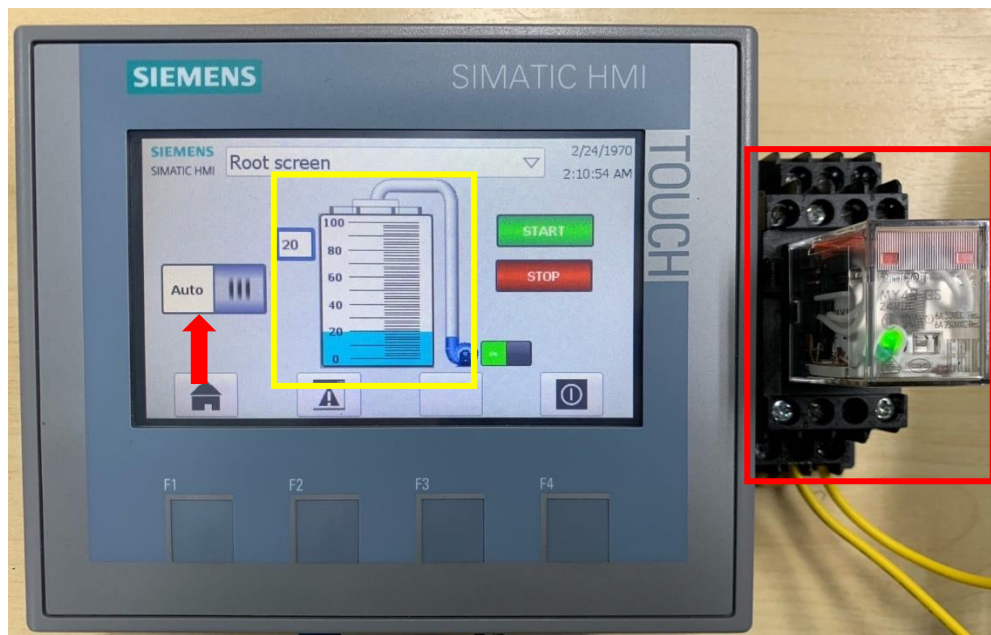 SIEMENS
SIMATIC HMI
TOUCH
SIEMENS
SIMATIC HMI
Root screen
2/24/1970
2:10:54 AM
100
20
80
60
40
20
0
Auto
START
STOP
F1
F2
F3
F4